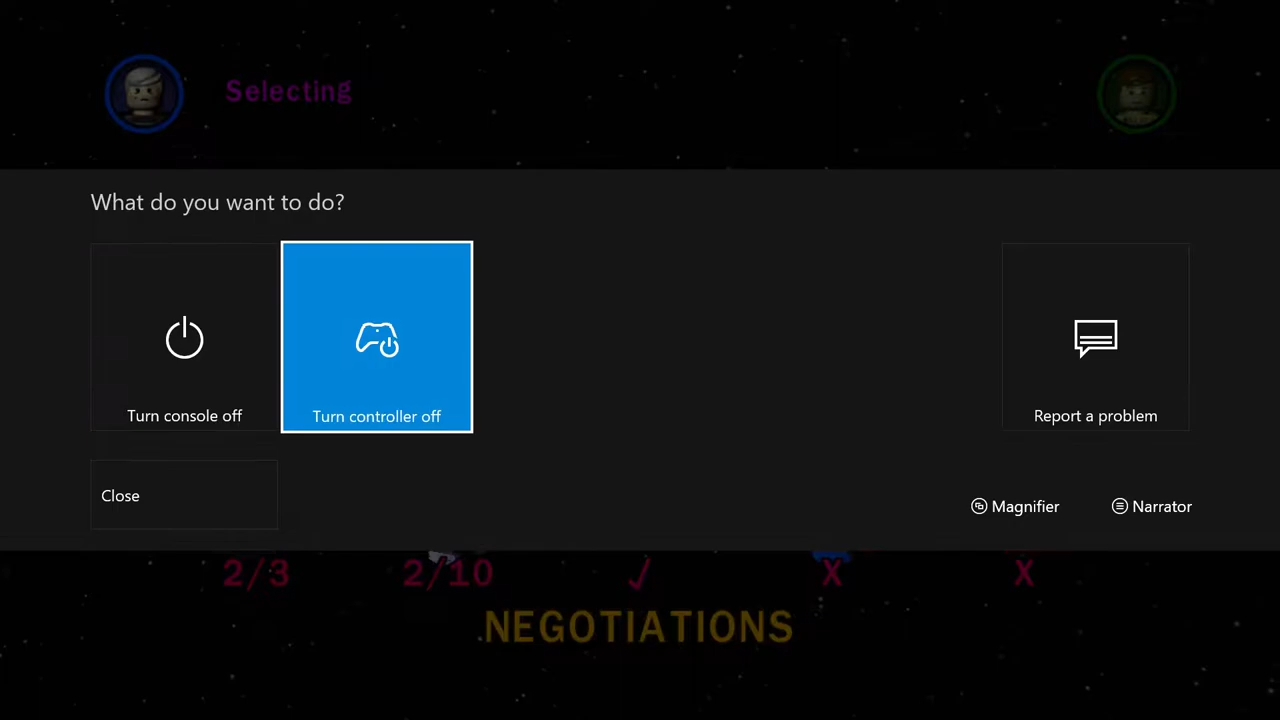 Selecting
What do you want to do?
Turn console off
Turn controller off
Report a problem
Close
Magnifier
Narrator
2/3
2/10
√
X
X
NEGOTIATIONS